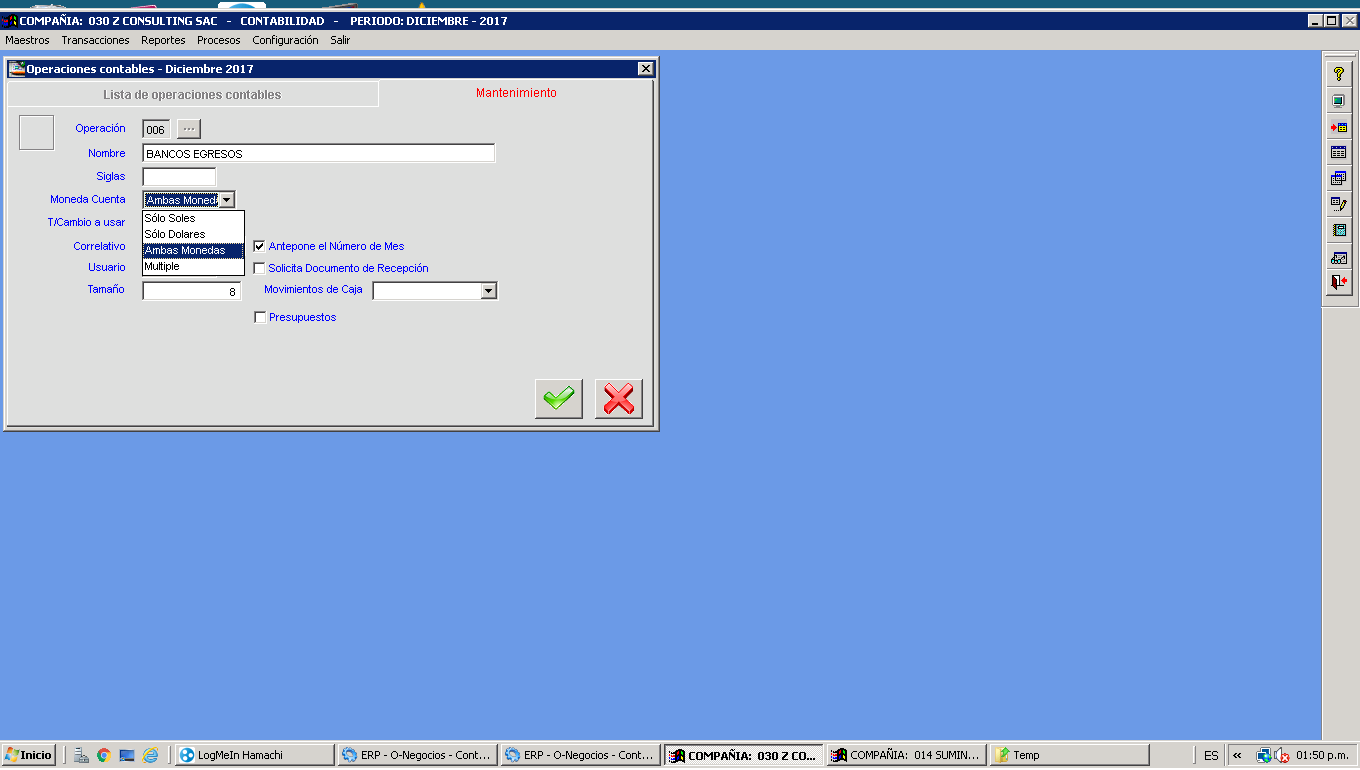 COMPAÑIA: 030 Z CONSULTING SAC - CONTABILIDAD - PERIODO: DICIEMBRE - 2017
Maestros Transacciones Reportes Procesos Configuración Salir
Operaciones contables - Diciembre 2017
Lista de operaciones contables
Mantenimiento
Operación 006 ...
Nombre BANCOS EGRESOS
Siglas
Moneda Cuenta Ambas Moneda
Sólo Soles
T/Cambio a usar
Sólo Dolares
Correlativo Ambas Monedas Antepone el Número de Mes
Usuario Multiple Solicita Documento de Recepción
Tamaño 8 Movimientos de Caja
Presupuestos
Inicio LogMeIn Hamachi ERP - O-Negocios - Cont... ERP - O-Negocios - Cont... COMPAÑIA: 030 Z CO... COMPAÑIA: 014 SUMIN... Temp ES « 01:50 p.m.